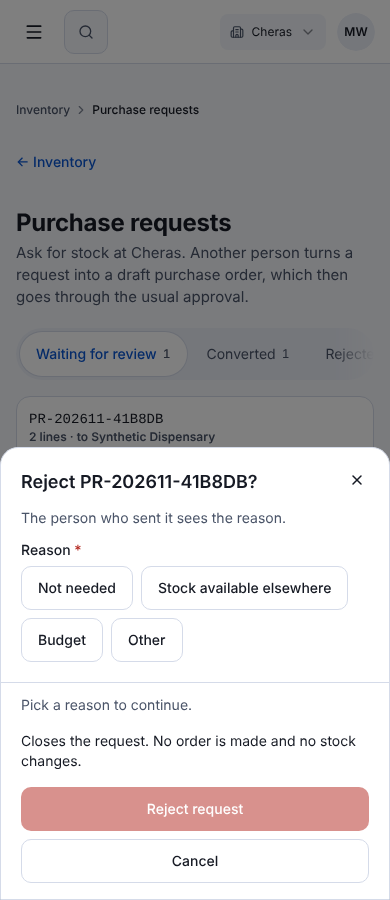 Cheras
MW
Inventory > Purchase requests
← Inventory
Purchase requests
Ask for stock at Cheras. Another person turns a
request into a draft purchase order, which then
goes through the usual approval.
Waiting for review 1
Converted 1
PR-202611-41B8DB
2 lines · to Synthetic Dispensary
Reject PR-202611-41B8DB?
The person who sent it sees the reason.
Reason *
Not needed
Stock available elsewhere
Budget
Other
Pick a reason to continue.
Closes the request. No order is made and no stock
changes.
Reject request
Cancel